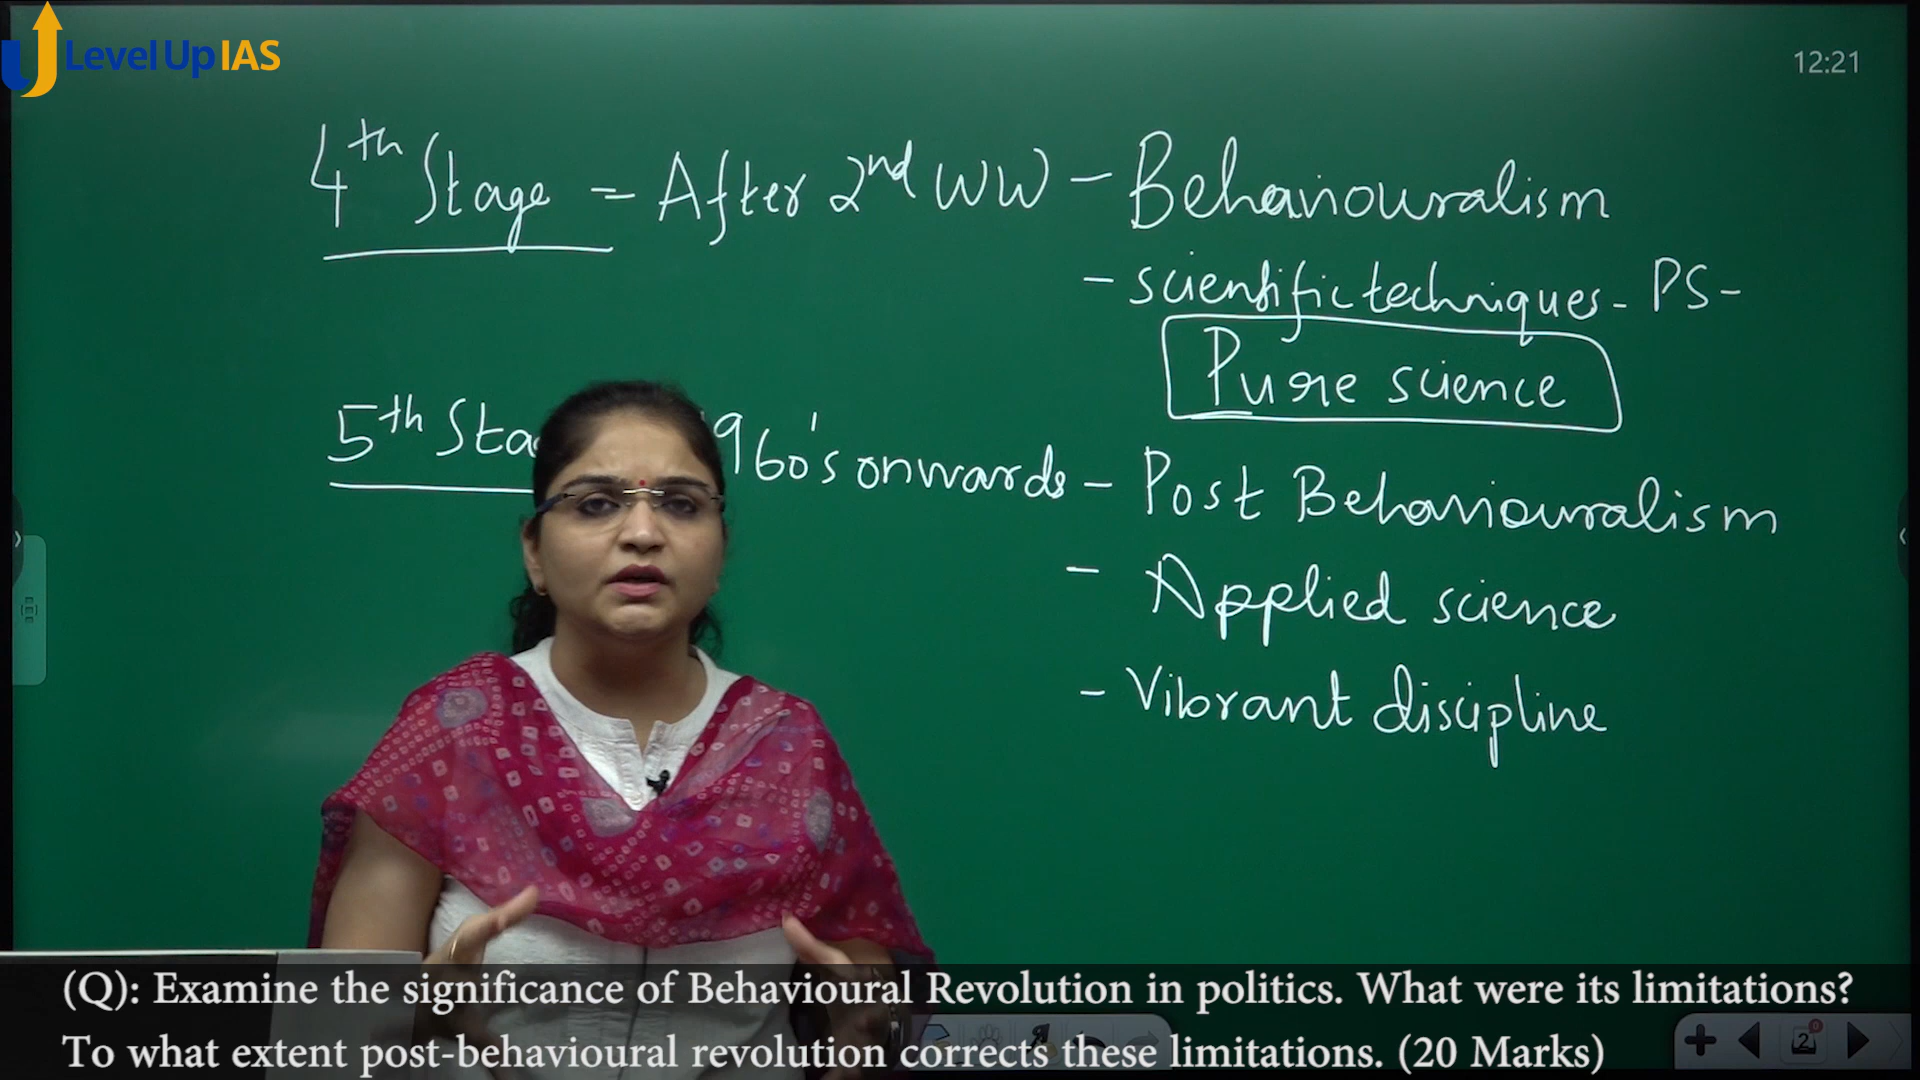 Level Up IAS
12:21
4th Stage = After 2nd WW - Behaviouralism
- scientific techniques - PS -
Pure science
5th Sta 960's onwards - Post Behaviouralism
- Applied science
- Vibrant discipline
(Q): Examine the significance of Behavioural Revolution in politics. What were its limitations?
To what extent post-behavioural revolution corrects these limitations. (20 Marks)
2